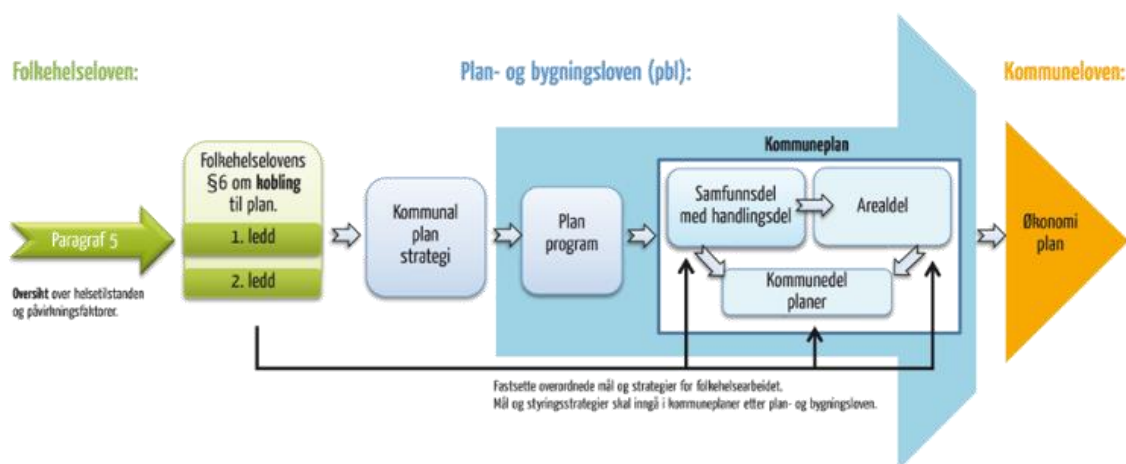 Folkehelseloven:
Plan- og bygningsloven (pbl):
Kommuneloven:
Paragraf 5
Oversikt over helsetilstanden
og påvirkningsfaktorer.
Folkehelselovens
§6 om kobling
til plan.
1. ledd
2. ledd
Kommunal
plan
strategi
Plan
program
Kommuneplan
Samfunnsdel
med handlingsdel
Arealdel
Kommunedel
planer
Økonomi
plan
Fastsette overordnede mål og strategier for folkehelsearbeidet.
Mål og styringsstrategier skal inngå i kommuneplaner etter plan- og bygningsloven.